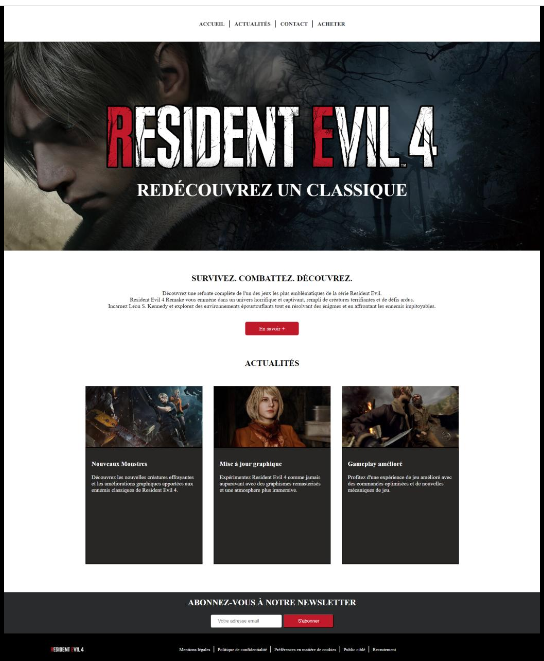 ACCUEIL | ACTUALITÉS | CONTACT | ACHETER
RESIDENT EVIL 4
REDÉCOUVREZ UN CLASSIQUE
SURVIVEZ. COMBATTEZ. DÉCOUVREZ.
Découvrez une refonte complète de l'un des jeux les plus emblématiques de la série Resident Evil.
Resident Evil 4 Remake vous emmène dans un univers horrifique et captivant, rempli de créatures terrifiantes et de défis ardus.
Incarnez Leon S. Kennedy et explorez des environnements époustouflants tout en résolvant des énigmes et en affrontant les ennemis impitoyables.
En savoir +
ACTUALITÉS
Nouveaux Monstres
Découvrez les nouvelles créatures effrayantes
et les améliorations graphiques apportées aux
ennemis classiques de Resident Evil 4.
Mise à jour graphique
Expérimentez Resident Evil 4 comme jamais
auparavant avec des graphismes remasterisés
et une atmosphère plus immersive.
Gameplay amélioré
Profitez d'une expérience de jeu amélioré avec
des commandes optimisées et de nouvelles
mécaniques de jeu.
ABONNEZ-VOUS À NOTRE NEWSLETTER
Votre adresse email
S'abonner
RESIDENT EVIL 4
Mentions légales | Politique de confidentialité | Préférences en matière de cookies | Publicité | Recrutement